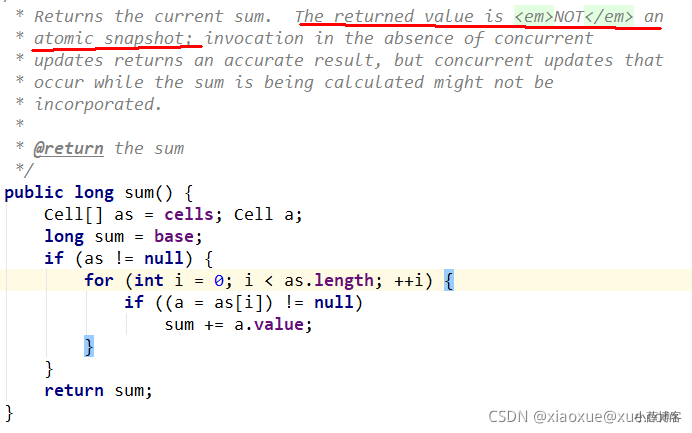 * Returns the current sum.  The returned value is <em>NOT</em> an
* atomic snapshot; invocation in the absence of concurrent
* updates returns an accurate result, but concurrent updates that
* occur while the sum is being calculated might not be
* incorporated.
*
* @return the sum
*/
public long sum() {
Cell[] as = cells; Cell a;
long sum = base;
if (as != null) {
for (int i = 0; i < as.length; ++i) {
if ((a = as[i]) != null)
sum += a.value;
}
}
return sum;
}
CSDN @xiaoxue@xue